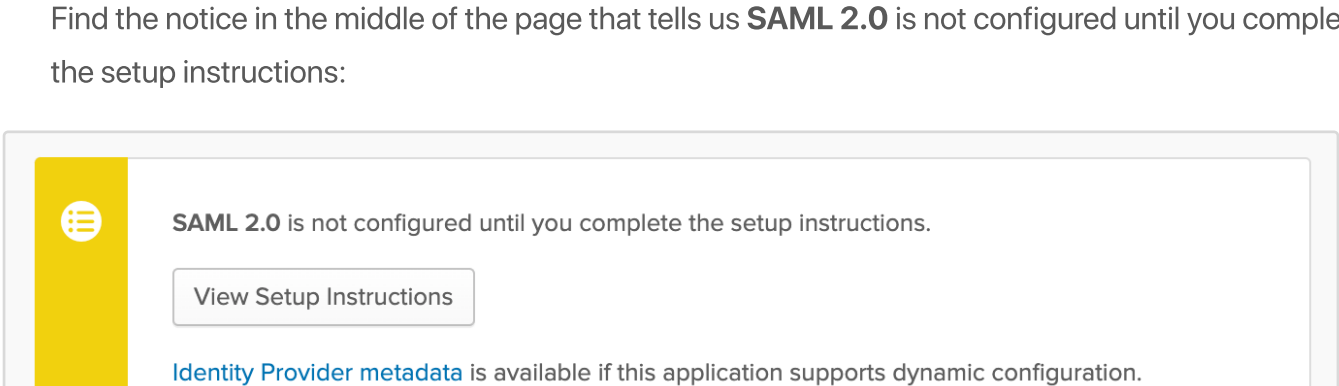 Find the notice in the middle of the page that tells us SAML 2.0 is not configured until you comple
the setup instructions:
SAML 2.0 is not configured until you complete the setup instructions.
View Setup Instructions
Identity Provider metadata is available if this application supports dynamic configuration.